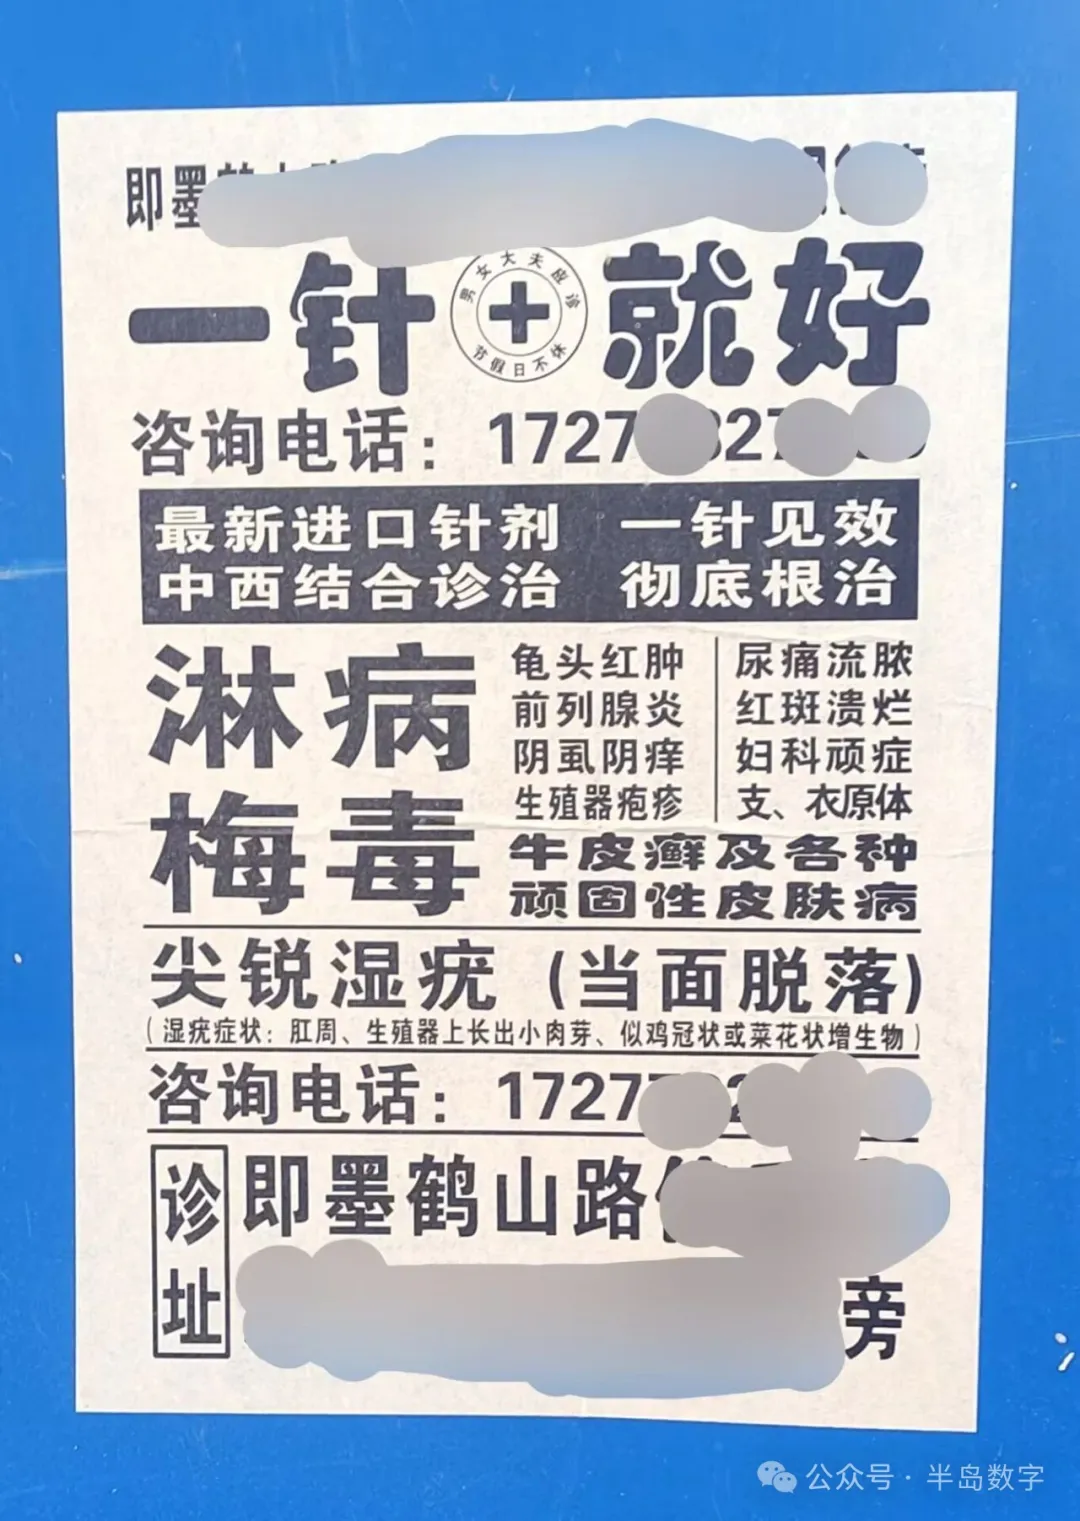 即墨
一针 就好
男女大夫应诊
节假日不休
咨询电话：1727 27
最新进口针剂 一针见效
中西结合诊治 彻底根治
淋病
梅毒
龟头红肿 尿痛流脓
前列腺炎 红斑溃烂
阴虱阴痒 妇科顽症
生殖器疱疹 支、衣原体
牛皮癣及各种
顽固性皮肤病
尖锐湿疣（当面脱落）
（湿疣症状：肛周、生殖器上长出小肉芽、似鸡冠状或菜花状增生物）
咨询电话：1727
诊址
即墨鹤山路
旁
公众号·半岛数字